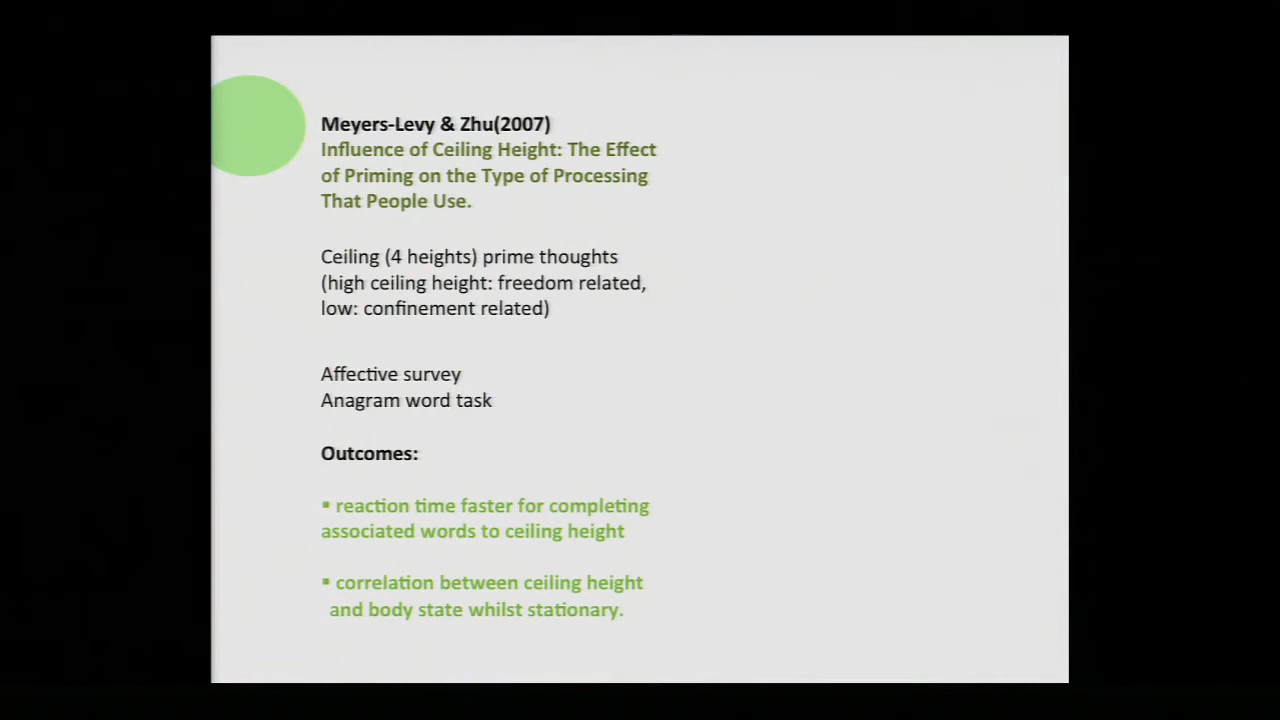 Meyers-Levy & Zhu(2007)
Influence of Ceiling Height: The Effect
of Priming on the Type of Processing
That People Use.
Ceiling (4 heights) prime thoughts
(high ceiling height: freedom related,
low: confinement related)
Affective survey
Anagram word task
Outcomes:
▪ reaction time faster for completing
associated words to ceiling height
▪ correlation between ceiling height
and body state whilst stationary.